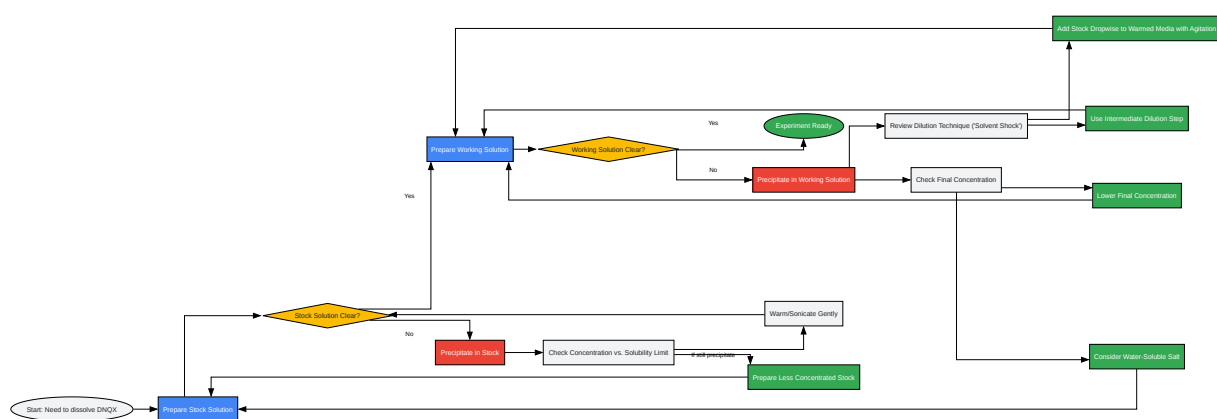 Add Stock Dropwise to Warmed Media with Agitation
Use Intermediate Dilution Step
Yes
Experiment Ready
Review Dilution Technique ('Solvent Shock')
Prepare Working Solution
Working Solution Clear?
No
Precipitate in Working Solution
Check Final Concentration
Lower Final Concentration
Yes
Stock Solution Clear?
Warm/Sonicate Gently
No
Precipitate in Stock
Check Concentration vs. Solubility Limit
If still precipitate
Consider Water-Soluble Salt
Prepare Less Concentrated Stock
Start: Need to dissolve DNQX
Prepare Stock Solution